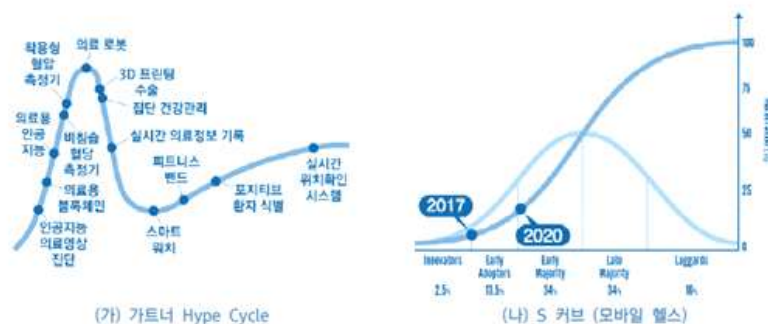 의료 로봇
착용형
혈압
측정기
3D 프린팅
수술
집단 건강관리
의료용
인공
지능
비침습
혈당
측정기
실시간 의료정보 기록
피트니스
밴드
실시간
위치확인
시스템
의료용
블록체인
포지티브
환자 식별
인공지능
의료영상
진단
스마트
워치
(가) 가트너 Hype Cycle
100
75
50
25
0
2017
2020
Innovators
2.5%
Early
Adopters
13.5%
Early
Majority
34%
Late
Majority
34%
Laggards
16%
(나) S 커브 (모바일 헬스)